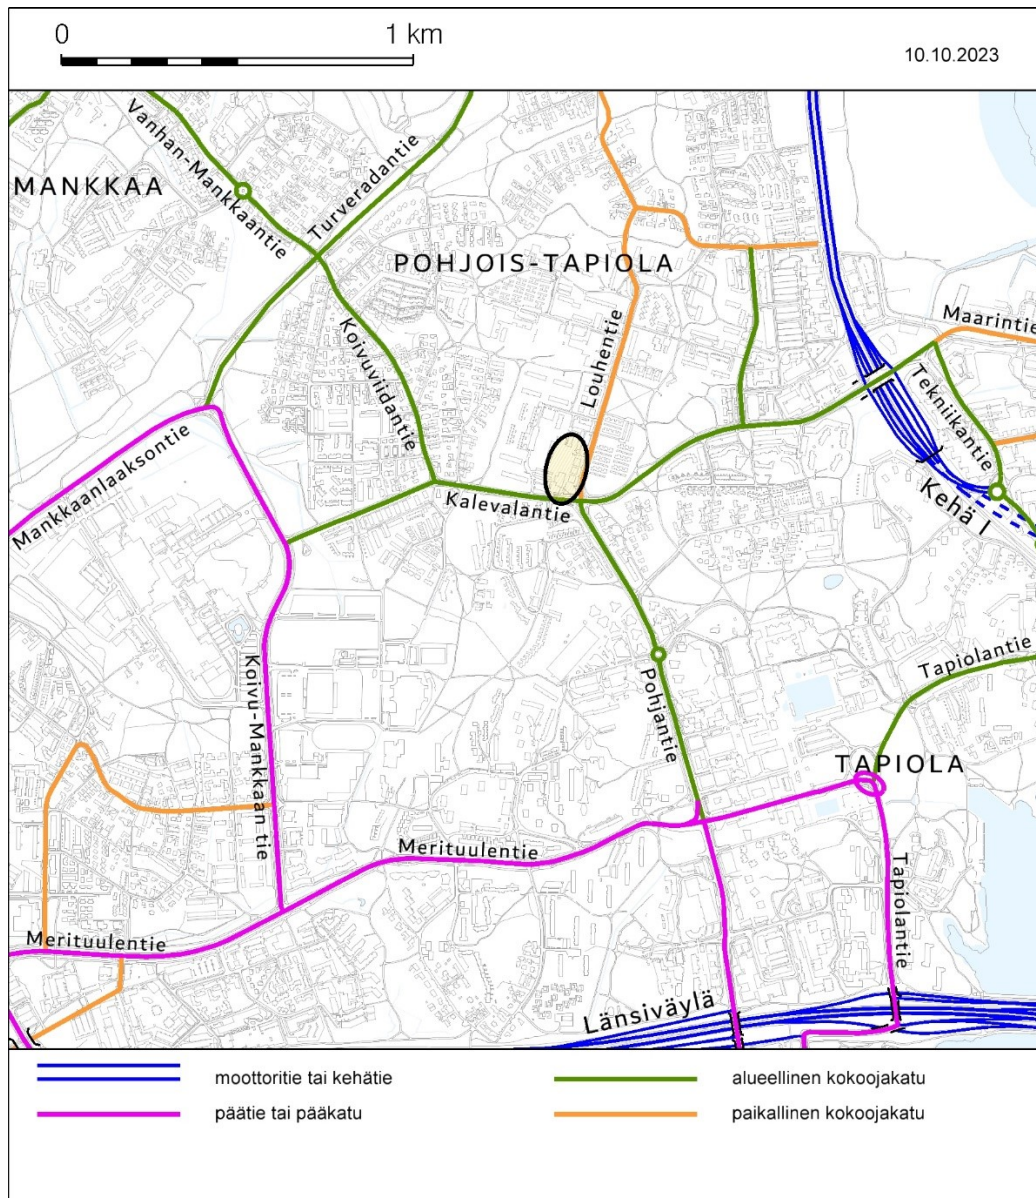 0
1 km
10.10.2023
Vanhan-Mankkaantie
Turveradantie
MANKKAA
POHJOIS-TAPIOLA
Maarintie
Koivuviidantie
Louhentie
Tekniikantie
Mankkaanlaaksontie
Kalevalantie
Kehä I
Koivu-Mankkaan tie
Pohjantie
Tapiolantie
TAPIOLA
Merituulentie
Tapiolantie
Merituulentie
Länsiväylä
moottoritie tai kehätie
alueellinen kokoojakatu
päätie tai pääkatu
paikallinen kokoojakatu